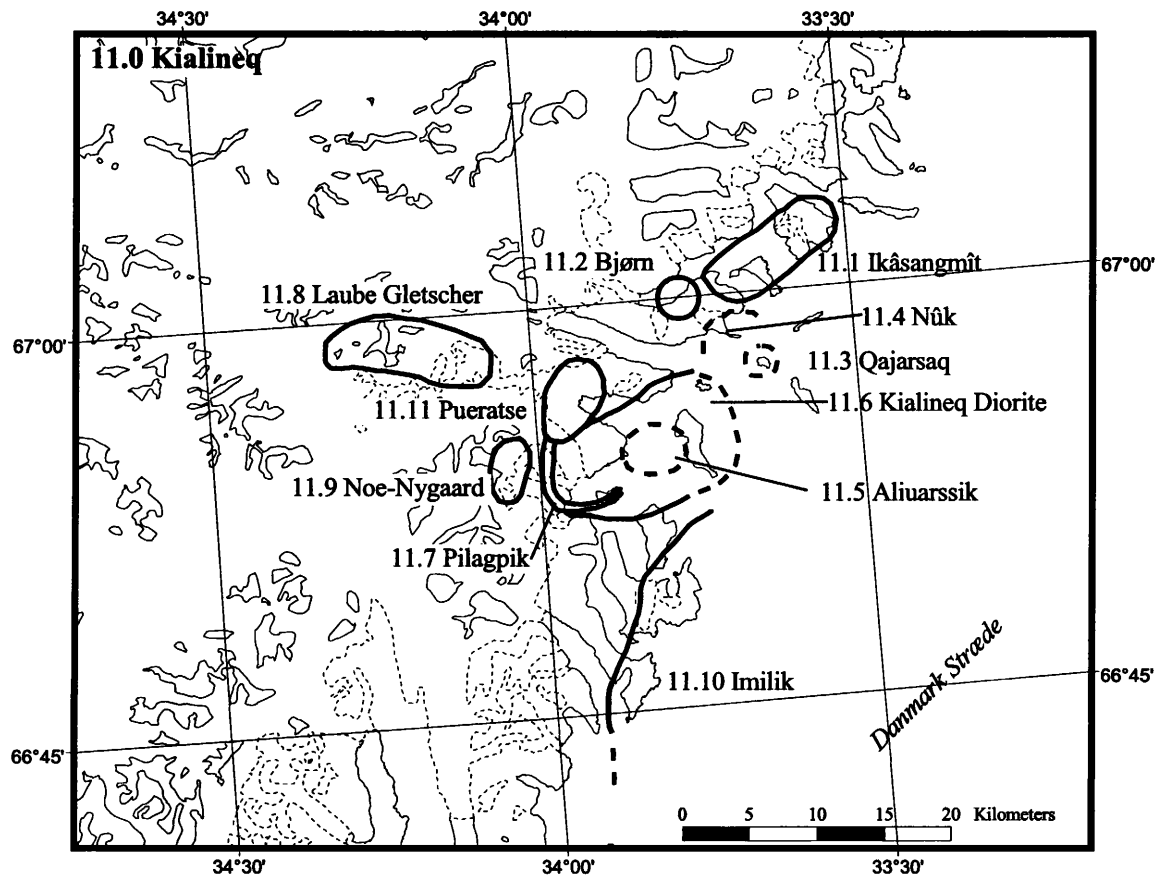 34°30'
34°00'
33°30'
11.0 Kialineq
11.2 Bjørn
11.1 Ikâsangmît
67°00'
11.8 Laube Gletscher
11.4 Nûk
67°00'
11.3 Qajarsaq
11.11 Pueratse
11.6 Kialineq Diorite
11.9 Noe-Nygaard
11.5 Aliuarssik
11.7 Pilagpik
11.10 Imilik
66°45'
Danmark Stræde
66°45'
0 5 10 15 20 Kilometers
34°30'
34°00'
33°30'